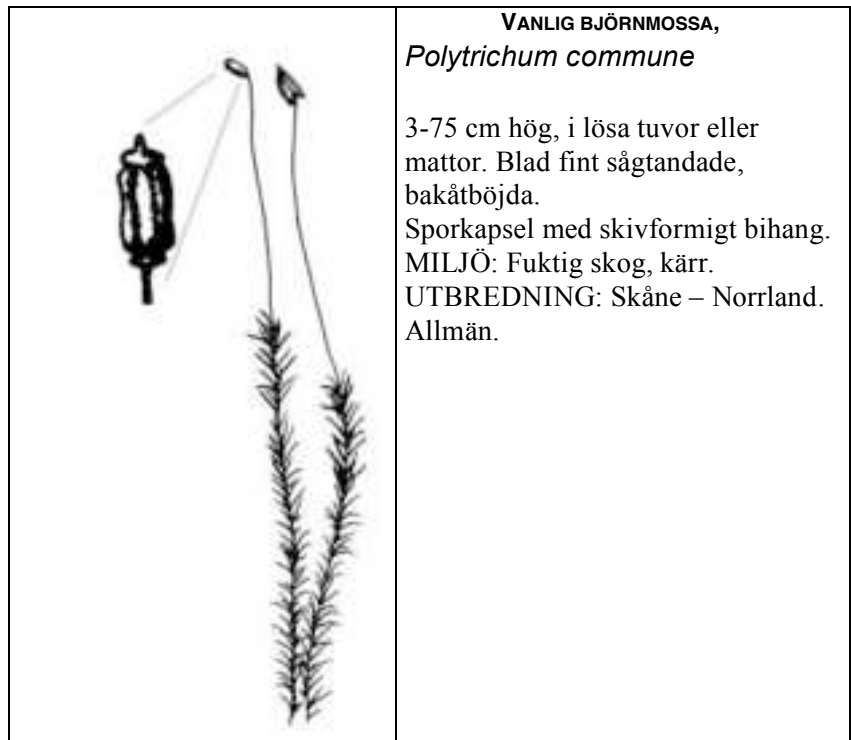 VANLIG BJÖRNMOSSA,
Polytrichum commune
3-75 cm hög, i lösa tuvor eller
mattor. Blad fint sågtandade,
bakåtböjda.
Sporkapsel med skivformigt bihang.
MILJÖ: Fuktig skog, kärr.
UTBREDNING: Skåne – Norrland.
Allmän.